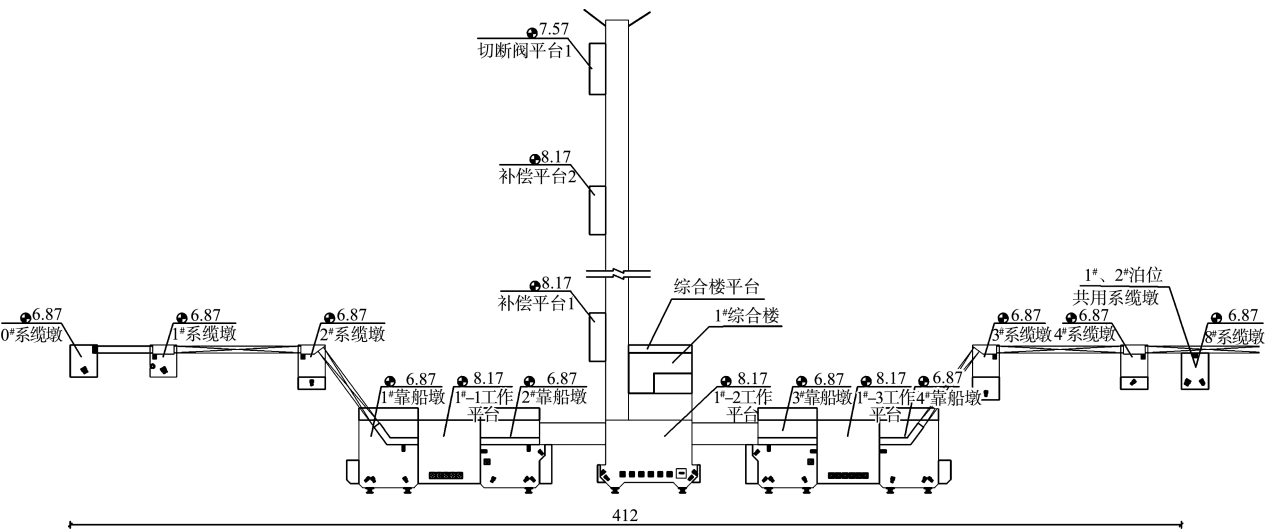 7.57
切断阀平台1
8.17
补偿平台2
8.17
补偿平台1
综合楼平台
1#综合楼
1#、2#泊位
共用系缆墩
6.87
0#系缆墩
6.87
1#系缆墩
6.87
2#系缆墩
6.87
3#系缆墩
6.87
4#系缆墩
6.87
8#系缆墩
6.87
1#靠船墩
8.17
1#-1工作
平台
6.87
2#靠船墩
8.17
1#-2工作
平台
6.87
3#靠船墩
8.17
1#-3工作
平台
6.87
4#靠船墩
412